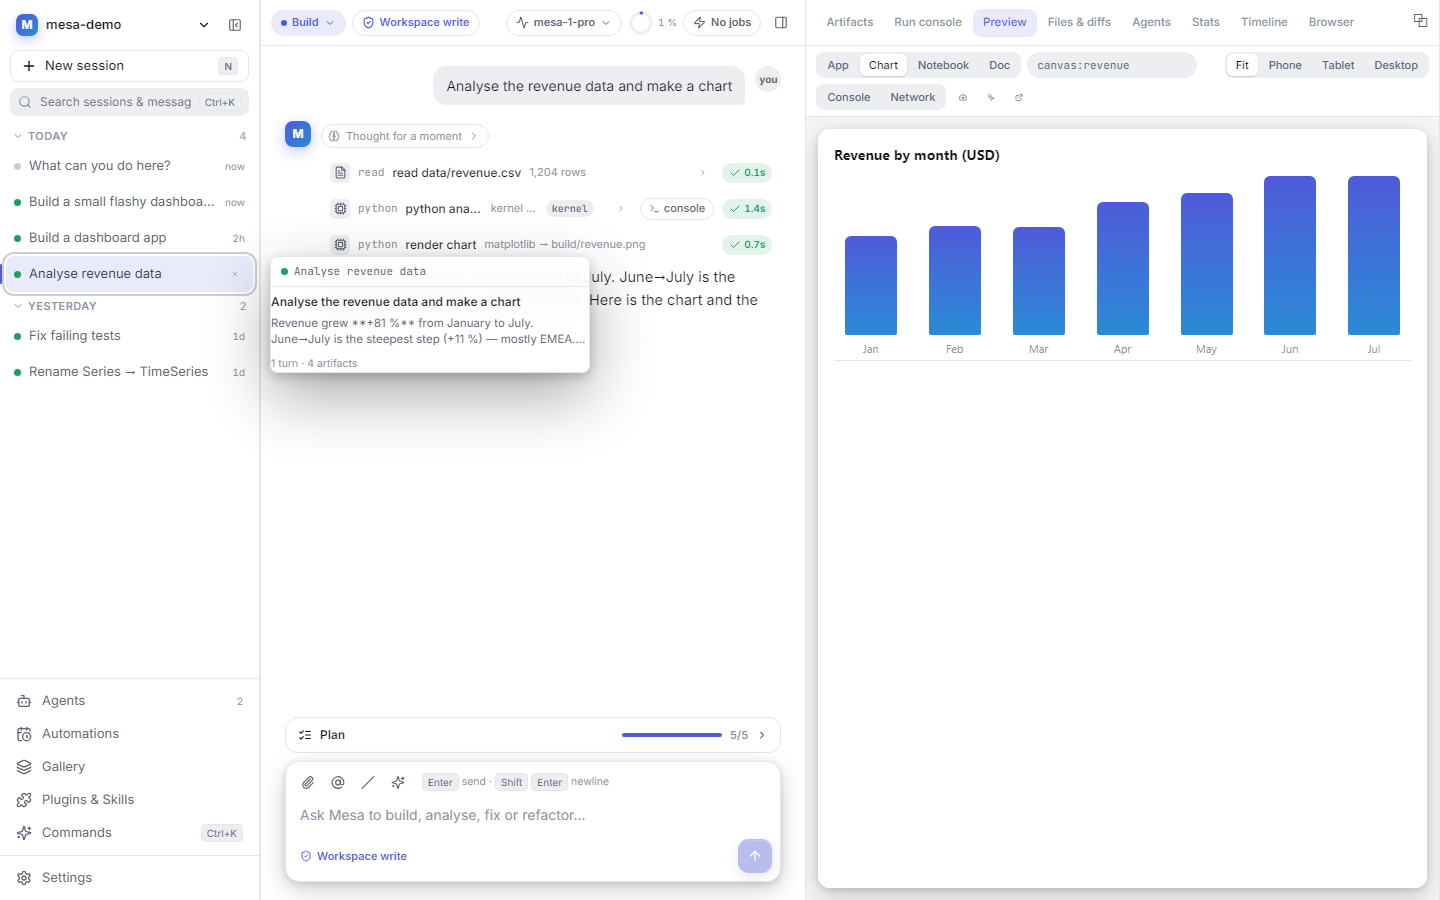 M mesa-demo
New session N
Search sessions & messag Ctrl+K
TODAY 4
What can you do here? now
Build a small flashy dashboa... now
Build a dashboard app 2h
Analyse revenue data ×
YESTERDAY 2
Fix failing tests 1d
Rename Series → TimeSeries 1d
Agents 2
Automations
Gallery
Plugins & Skills
Commands Ctrl+K
Settings
Build Workspace write mesa-1-pro 1 % No jobs
Analyse the revenue data and make a chart you
M Thought for a moment
read read data/revenue.csv 1,204 rows 0.1s
python python ana... kernel ... kernel console 1.4s
python render chart matplotlib → build/revenue.png 0.7s
July. June→July is the
Here is the chart and the
Analyse revenue data
Analyse the revenue data and make a chart
Revenue grew **+81 %** from January to July.
June→July is the steepest step (+11 %) — mostly EMEA....
1 turn · 4 artifacts
Plan 5/5
Enter send · Shift Enter newline
Ask Mesa to build, analyse, fix or refactor...
Workspace write
Artifacts Run console Preview Files & diffs Agents Stats Timeline Browser
App Chart Notebook Doc canvas:revenue Fit Phone Tablet Desktop
Console Network
Revenue by month (USD)
Jan Feb Mar Apr May Jun Jul